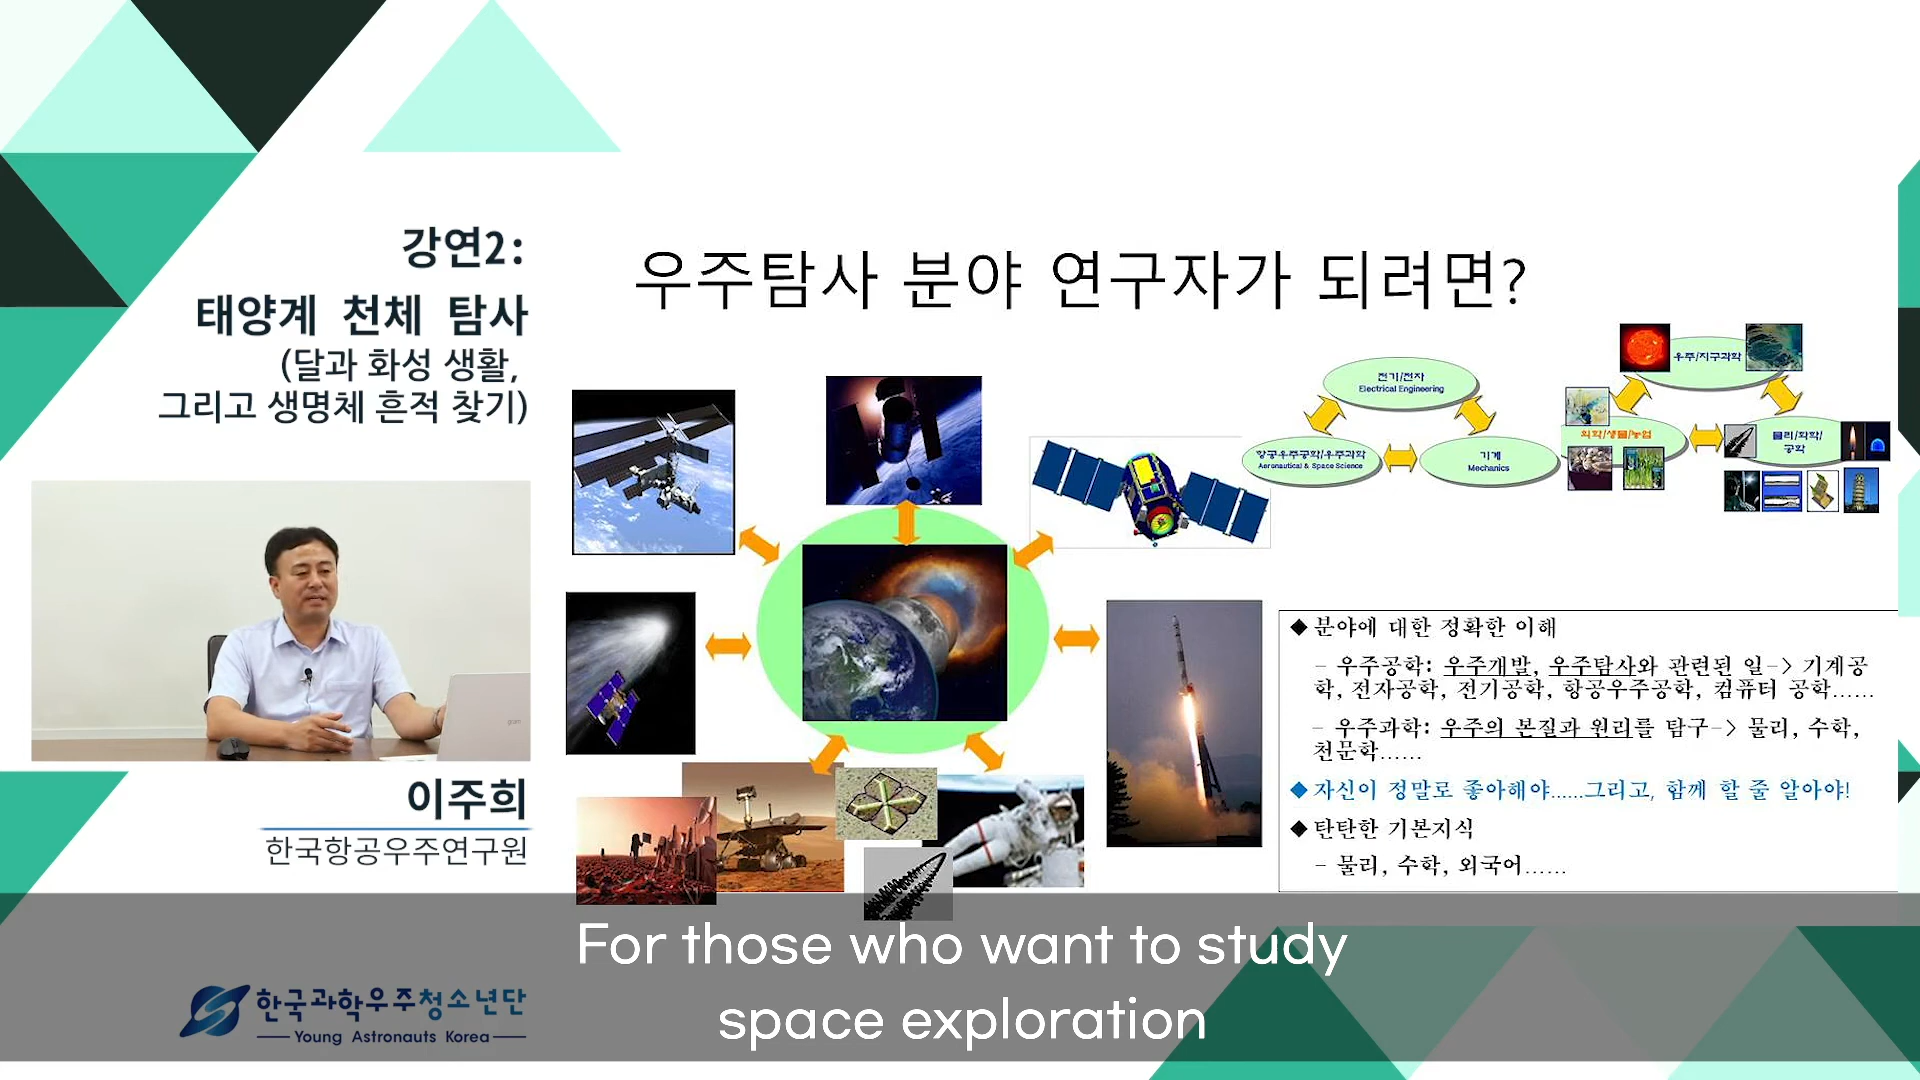 강연2:
태양계 천체 탐사
(달과 화성 생활,
그리고 생명체 흔적 찾기)
이주희
한국항공우주연구원
한국과학우주청소년단
Young Astronauts Korea
우주탐사 분야 연구자가 되려면?
전기/전자
Electrical Engineering
항공우주공학/우주과학
Aeronautical & Space Science
기계
Mechanics
우주/지구과학
의학/생물/농업
물리/화학/
공학
◆ 분야에 대한 정확한 이해
- 우주공학: 우주개발, 우주탐사와 관련된 일-> 기계공
학, 전자공학, 전기공학, 항공우주공학, 컴퓨터 공학……
- 우주과학: 우주의 본질과 원리를 탐구-> 물리, 수학,
천문학……
◆ 자신이 정말로 좋아해야……그리고, 함께 할 줄 알아야!
◆ 탄탄한 기본지식
- 물리, 수학, 외국어……
For those who want to study
space exploration